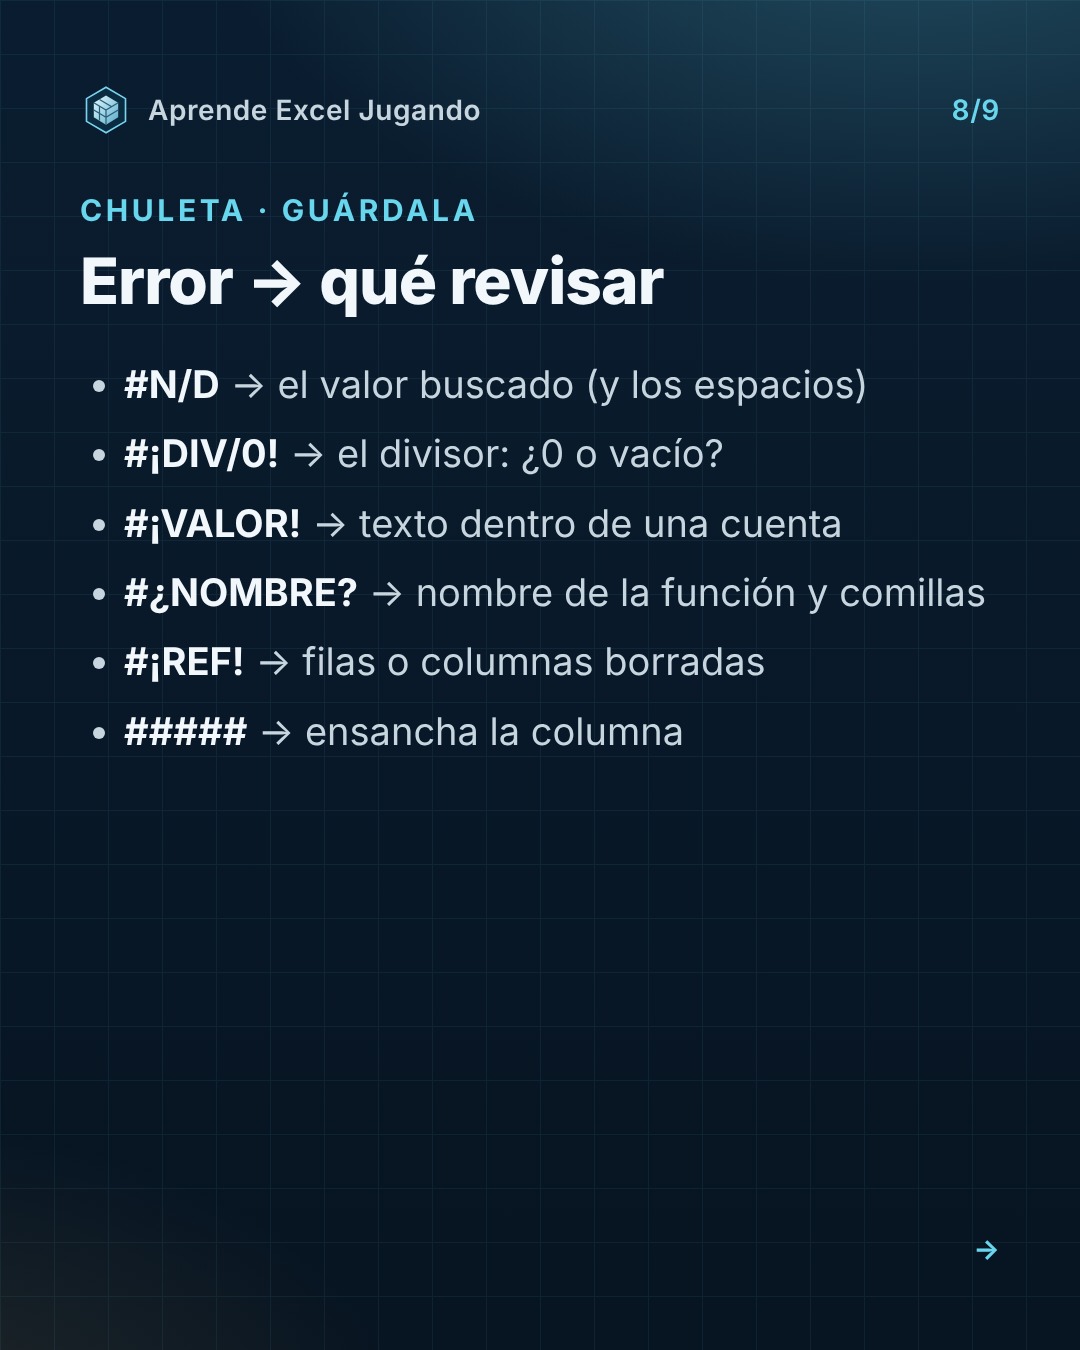 Aprende Excel Jugando
8/9
CHULETA · GUÁRDALA
Error → qué revisar
• #N/D → el valor buscado (y los espacios)
• #¡DIV/0! → el divisor: ¿0 o vacío?
• #¡VALOR! → texto dentro de una cuenta
• #¿NOMBRE? → nombre de la función y comillas
• #¡REF! → filas o columnas borradas
• ##### → ensancha la columna
→